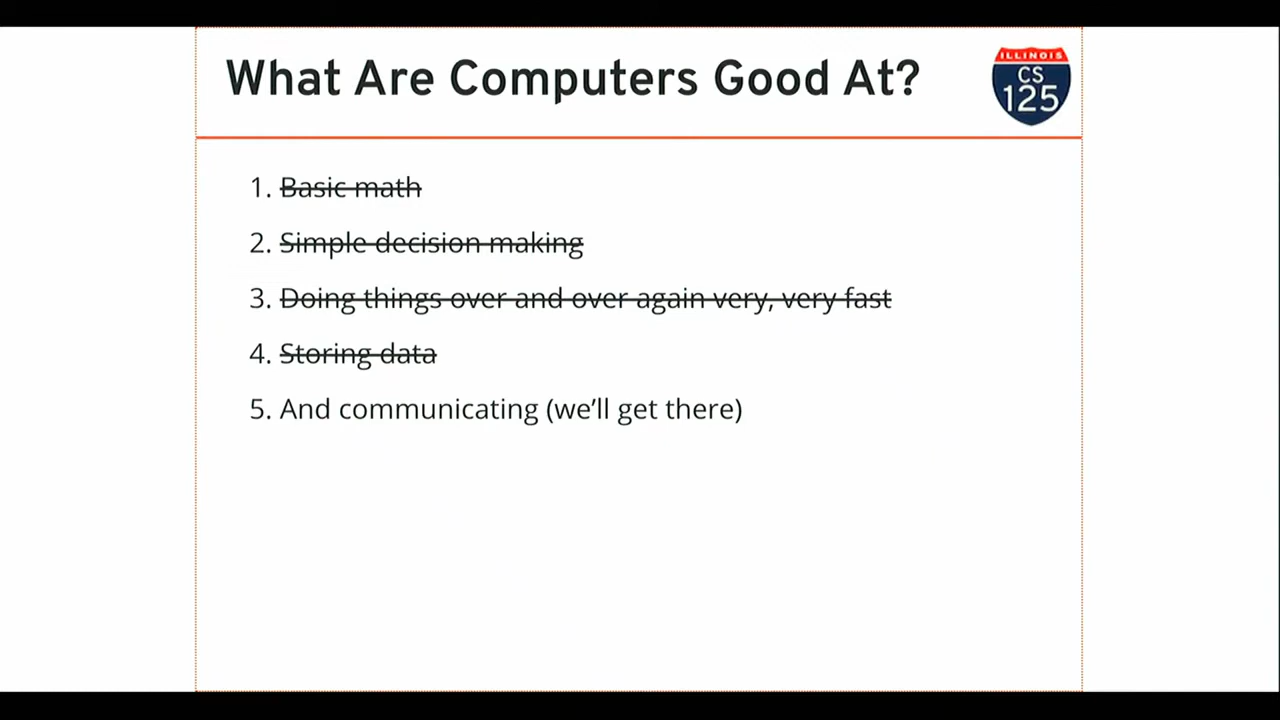 What Are Computers Good At?
ILLINOIS
CS
125
1. Basic math
2. Simple decision making
3. Doing things over and over again very, very fast
4. Storing data
5. And communicating (we’ll get there)